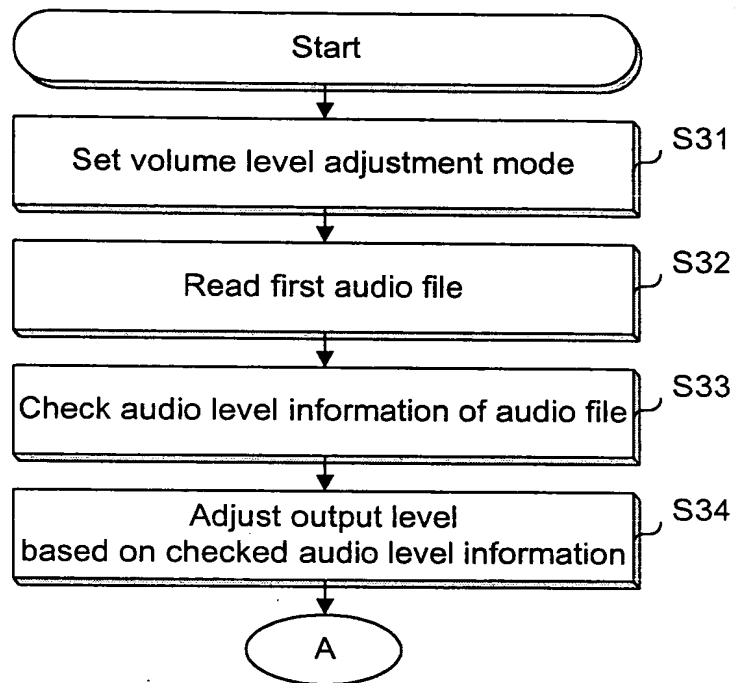 Start
Set volume level adjustment mode
S31
Read first audio file
S32
Check audio level information of audio file
S33
Adjust output level
based on checked audio level information
S34
A